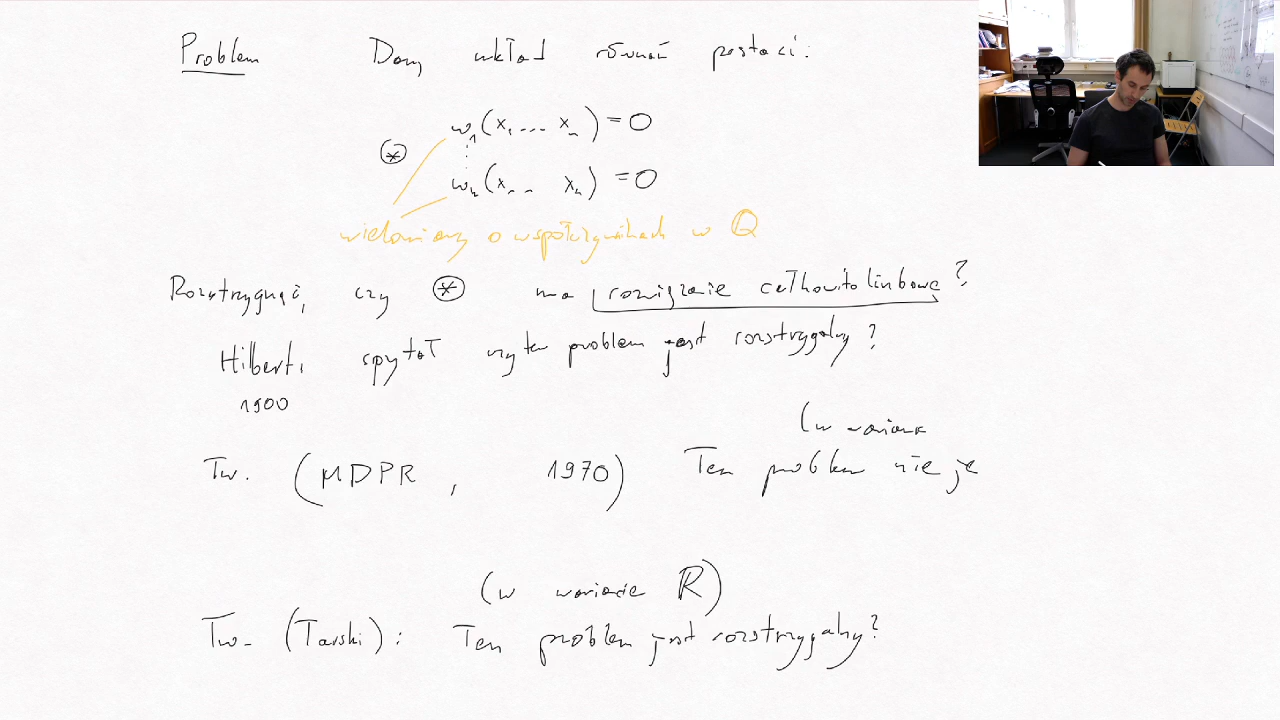 Problem Dany układ równań postaci:
w₁(x₁ ... xₙ) = 0
⊛
wₖ(x₁ .. xₙ) = 0
wielomiany o współczynnikach w Q
Rozstrzygnąć, czy ⊛ ma rozwiązanie całkowitoliczbowe?
Hilbert, spytał czy ten problem jest rozstrzygalny?
1900
(w warianc
Tw. (MDPR, 1970) Ten problem nie je
(w wariancie R)
Tw. (Tarski): Ten problem jest rozstrzygalny?